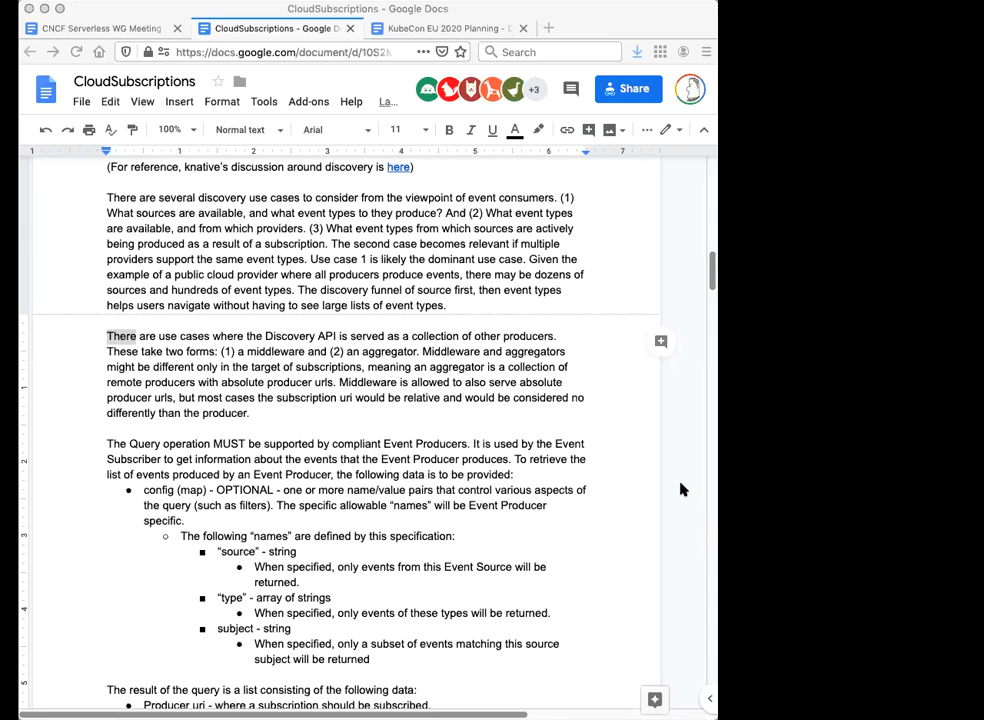 CloudSubscriptions - Google Docs
CNCF Serverless WG Meeting
CloudSubscriptions - Google D
KubeCon EU 2020 Planning - G
https://docs.google.com/document/d/10S2
Search
CloudSubscriptions
File Edit View Insert Format Tools Add-ons Help La...
+3
Share
100% Normal text Arial 11 B I U A
1 1 2 3 4 5 6 7
(For reference, knative's discussion around discovery is here)
There are several discovery use cases to consider from the viewpoint of event consumers. (1)
What sources are available, and what event types to they produce? And (2) What event types
are available, and from which providers. (3) What event types from which sources are actively
being produced as a result of a subscription. The second case becomes relevant if multiple
providers support the same event types. Use case 1 is likely the dominant use case. Given the
example of a public cloud provider where all producers produce events, there may be dozens of
sources and hundreds of event types. The discovery funnel of source first, then event types
helps users navigate without having to see large lists of event types.
There are use cases where the Discovery API is served as a collection of other producers.
These take two forms: (1) a middleware and (2) an aggregator. Middleware and aggregators
might be different only in the target of subscriptions, meaning an aggregator is a collection of
remote producers with absolute producer urls. Middleware is allowed to also serve absolute
producer urls, but most cases the subscription uri would be relative and would be considered no
differently than the producer.
The Query operation MUST be supported by compliant Event Producers. It is used by the Event
Subscriber to get information about the events that the Event Producer produces. To retrieve the
list of events produced by an Event Producer, the following data is to be provided:
● config (map) - OPTIONAL - one or more name/value pairs that control various aspects of
the query (such as filters). The specific allowable “names” will be Event Producer
specific.
○ The following “names” are defined by this specification:
■ “source” - string
● When specified, only events from this Event Source will be
returned.
■ “type” - array of strings
● When specified, only events of these types will be returned.
■ subject - string
● When specified, only a subset of events matching this source
subject will be returned
The result of the query is a list consisting of the following data:
● Producer uri - where a subscription should be subscribed.
1
2
3
4
5